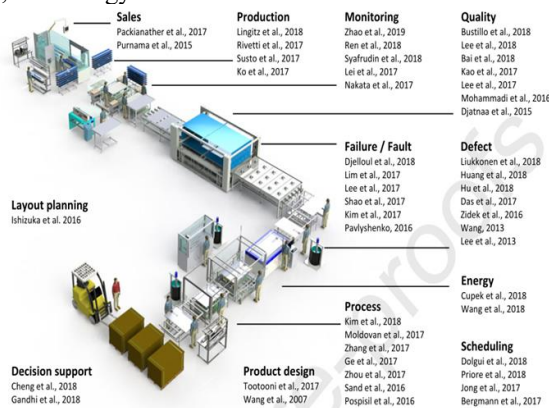 Sales
Packianather et al., 2017
Purnama et al., 2015
Production
Lingitz et al., 2018
Rivetti et al., 2017
Susto et al., 2017
Ko et al., 2017
Monitoring
Zhao et al., 2019
Ren et al., 2018
Syafrudin et al., 2018
Lei et al., 2017
Nakata et al., 2017
Quality
Bustillo et al., 2018
Lee et al., 2018
Bai et al., 2018
Kao et al., 2017
Lee et al., 2017
Mohammadi et al., 2016
Djatnaa et al., 2015
Failure / Fault
Djelloul et al., 2018
Lim et al., 2017
Lee et al., 2017
Shao et al., 2017
Kim et al., 2017
Pavlyshenko, 2016
Defect
Liukkonen et al., 2018
Huang et al., 2018
Hu et al., 2018
Das et al., 2017
Zidek et al., 2016
Wang, 2013
Lee et al., 2013
Layout planning
Ishizuka et al. 2016
Energy
Cupek et al., 2018
Wang et al., 2018
Process
Kim et al., 2018
Moldovan et al., 2017
Zhang et al., 2017
Ge et al., 2017
Zhou et al., 2017
Sand et al., 2016
Pospisil et al., 2016
Scheduling
Dolgui et al., 2018
Priore et al., 2018
Jong et al., 2017
Bergmann et al., 2017
Decision support
Cheng et al., 2018
Gandhi et al., 2018
Product design
Tootooni et al., 2017
Wang et al., 2007